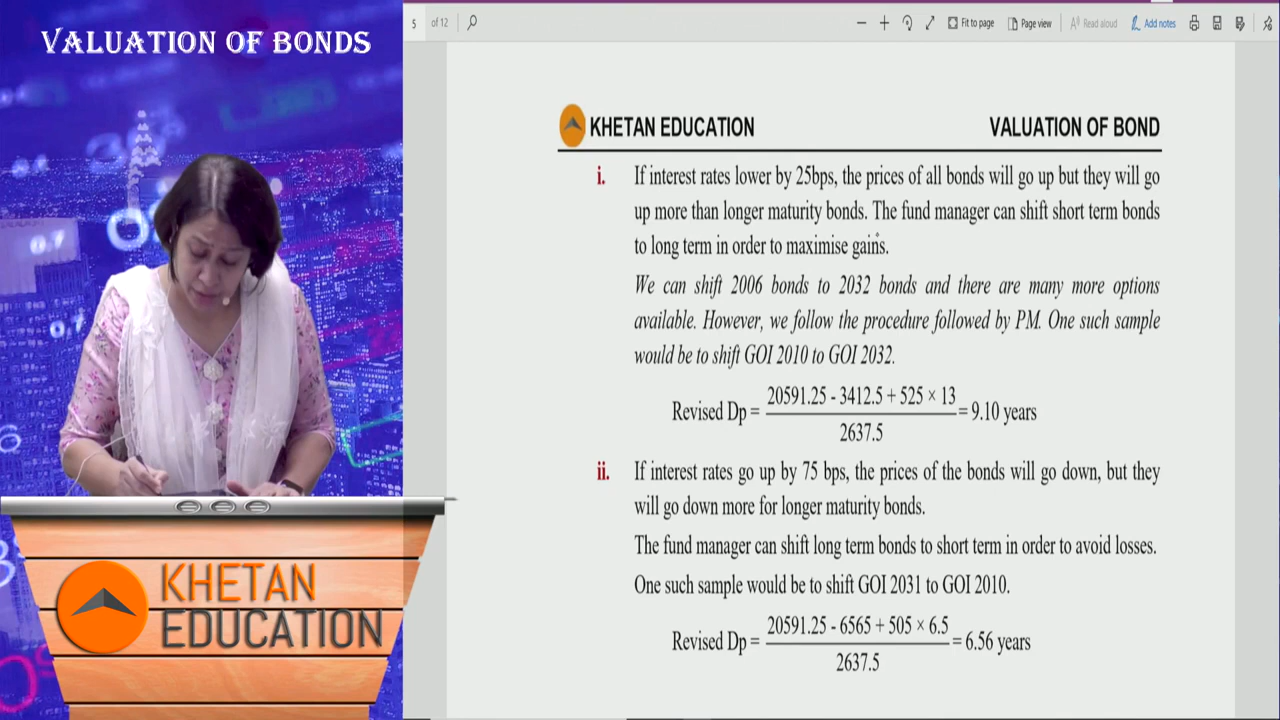 VALUATION OF BONDS
5 of 12
Fit to page
Page view
Read aloud
Add notes
KHETAN EDUCATION
VALUATION OF BOND
i. If interest rates lower by 25bps, the prices of all bonds will go up but they will go
up more than longer maturity bonds. The fund manager can shift short term bonds
to long term in order to maximise gains.
We can shift 2006 bonds to 2032 bonds and there are many more options
available. However, we follow the procedure followed by PM. One such sample
would be to shift GOI 2010 to GOI 2032.
20591.25 - 3412.5 + 525 × 13
Revised Dp = = 9.10 years
2637.5
ii. If interest rates go up by 75 bps, the prices of the bonds will go down, but they
will go down more for longer maturity bonds.
The fund manager can shift long term bonds to short term in order to avoid losses.
One such sample would be to shift GOI 2031 to GOI 2010.
20591.25 - 6565 + 505 × 6.5
Revised Dp = = 6.56 years
2637.5
KHETAN
EDUCATION